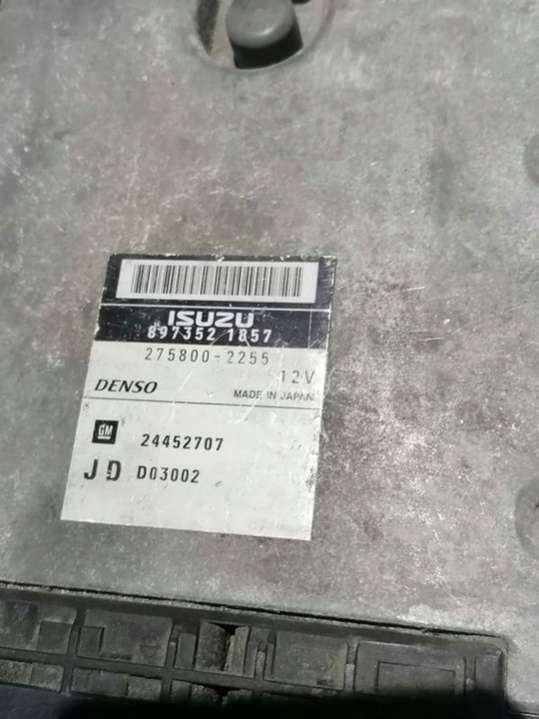 ISUZU
897352 1857
275800-2255
12V
DENSO MADE IN JAPAN
GM 24452707
JD D03002